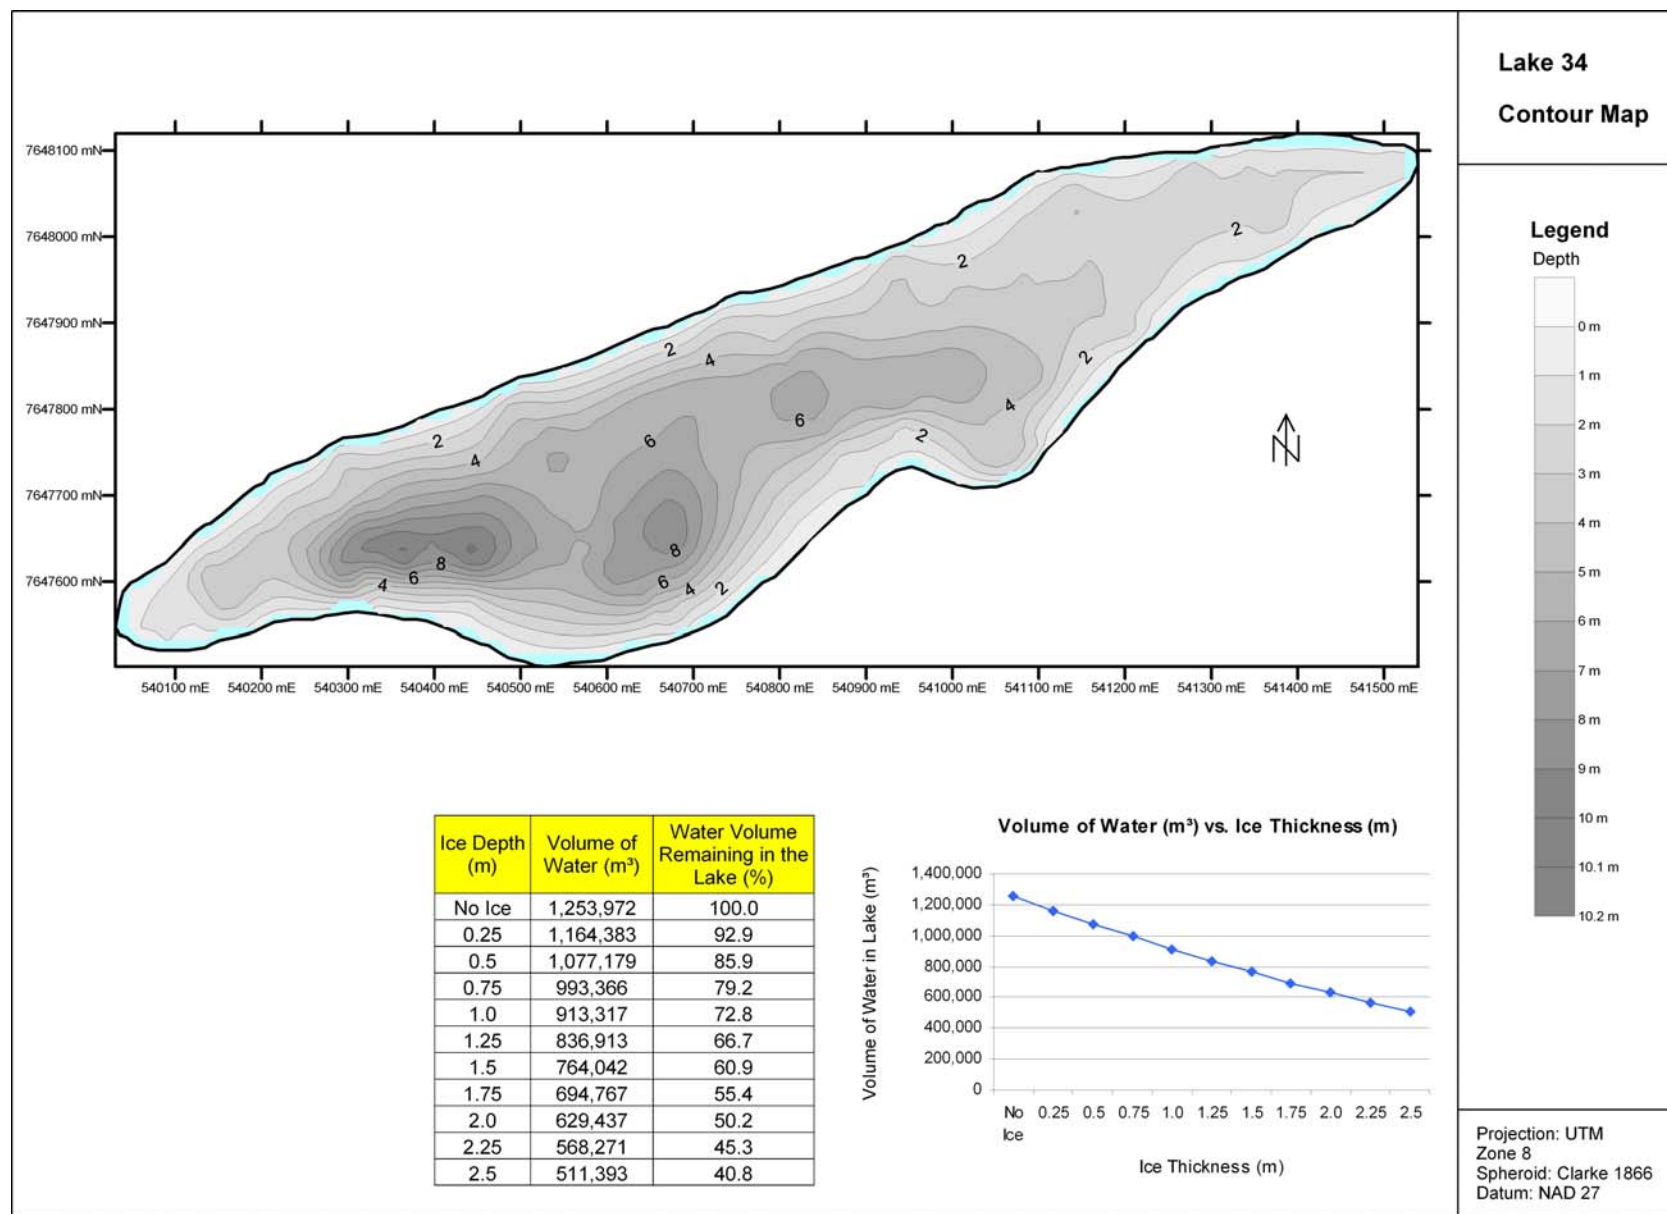 Lake 34
Contour Map
7648100 mN
7648000 mN
7647900 mN
7647800 mN
7647700 mN
7647600 mN
2
2
2
4
2
4
6
6
2
4
2
4
8
6
4
2
8
6
4
540100 mE 540200 mE 540300 mE 540400 mE 540500 mE 540600 mE 540700 mE 540800 mE 540900 mE 541000 mE 541100 mE 541200 mE 541300 mE 541400 mE 541500 mE
N
Legend
Depth
0 m
1 m
2 m
3 m
4 m
5 m
6 m
7 m
8 m
9 m
10 m
10.1 m
10.2 m
Ice Depth (m) Volume of Water (m³) Water Volume Remaining in the Lake (%)
No Ice 1,253,972 100.0
0.25 1,164,383 92.9
0.5 1,077,179 85.9
0.75 993,366 79.2
1.0 913,317 72.8
1.25 836,913 66.7
1.5 764,042 60.9
1.75 694,767 55.4
2.0 629,437 50.2
2.25 568,271 45.3
2.5 511,393 40.8
Volume of Water (m³) vs. Ice Thickness (m)
Volume of Water in Lake (m³)
1,400,000
1,200,000
1,000,000
800,000
600,000
400,000
200,000
0
No Ice 0.25 0.5 0.75 1.0 1.25 1.5 1.75 2.0 2.25 2.5
Ice Thickness (m)
Projection: UTM
Zone 8
Spheroid: Clarke 1866
Datum: NAD 27